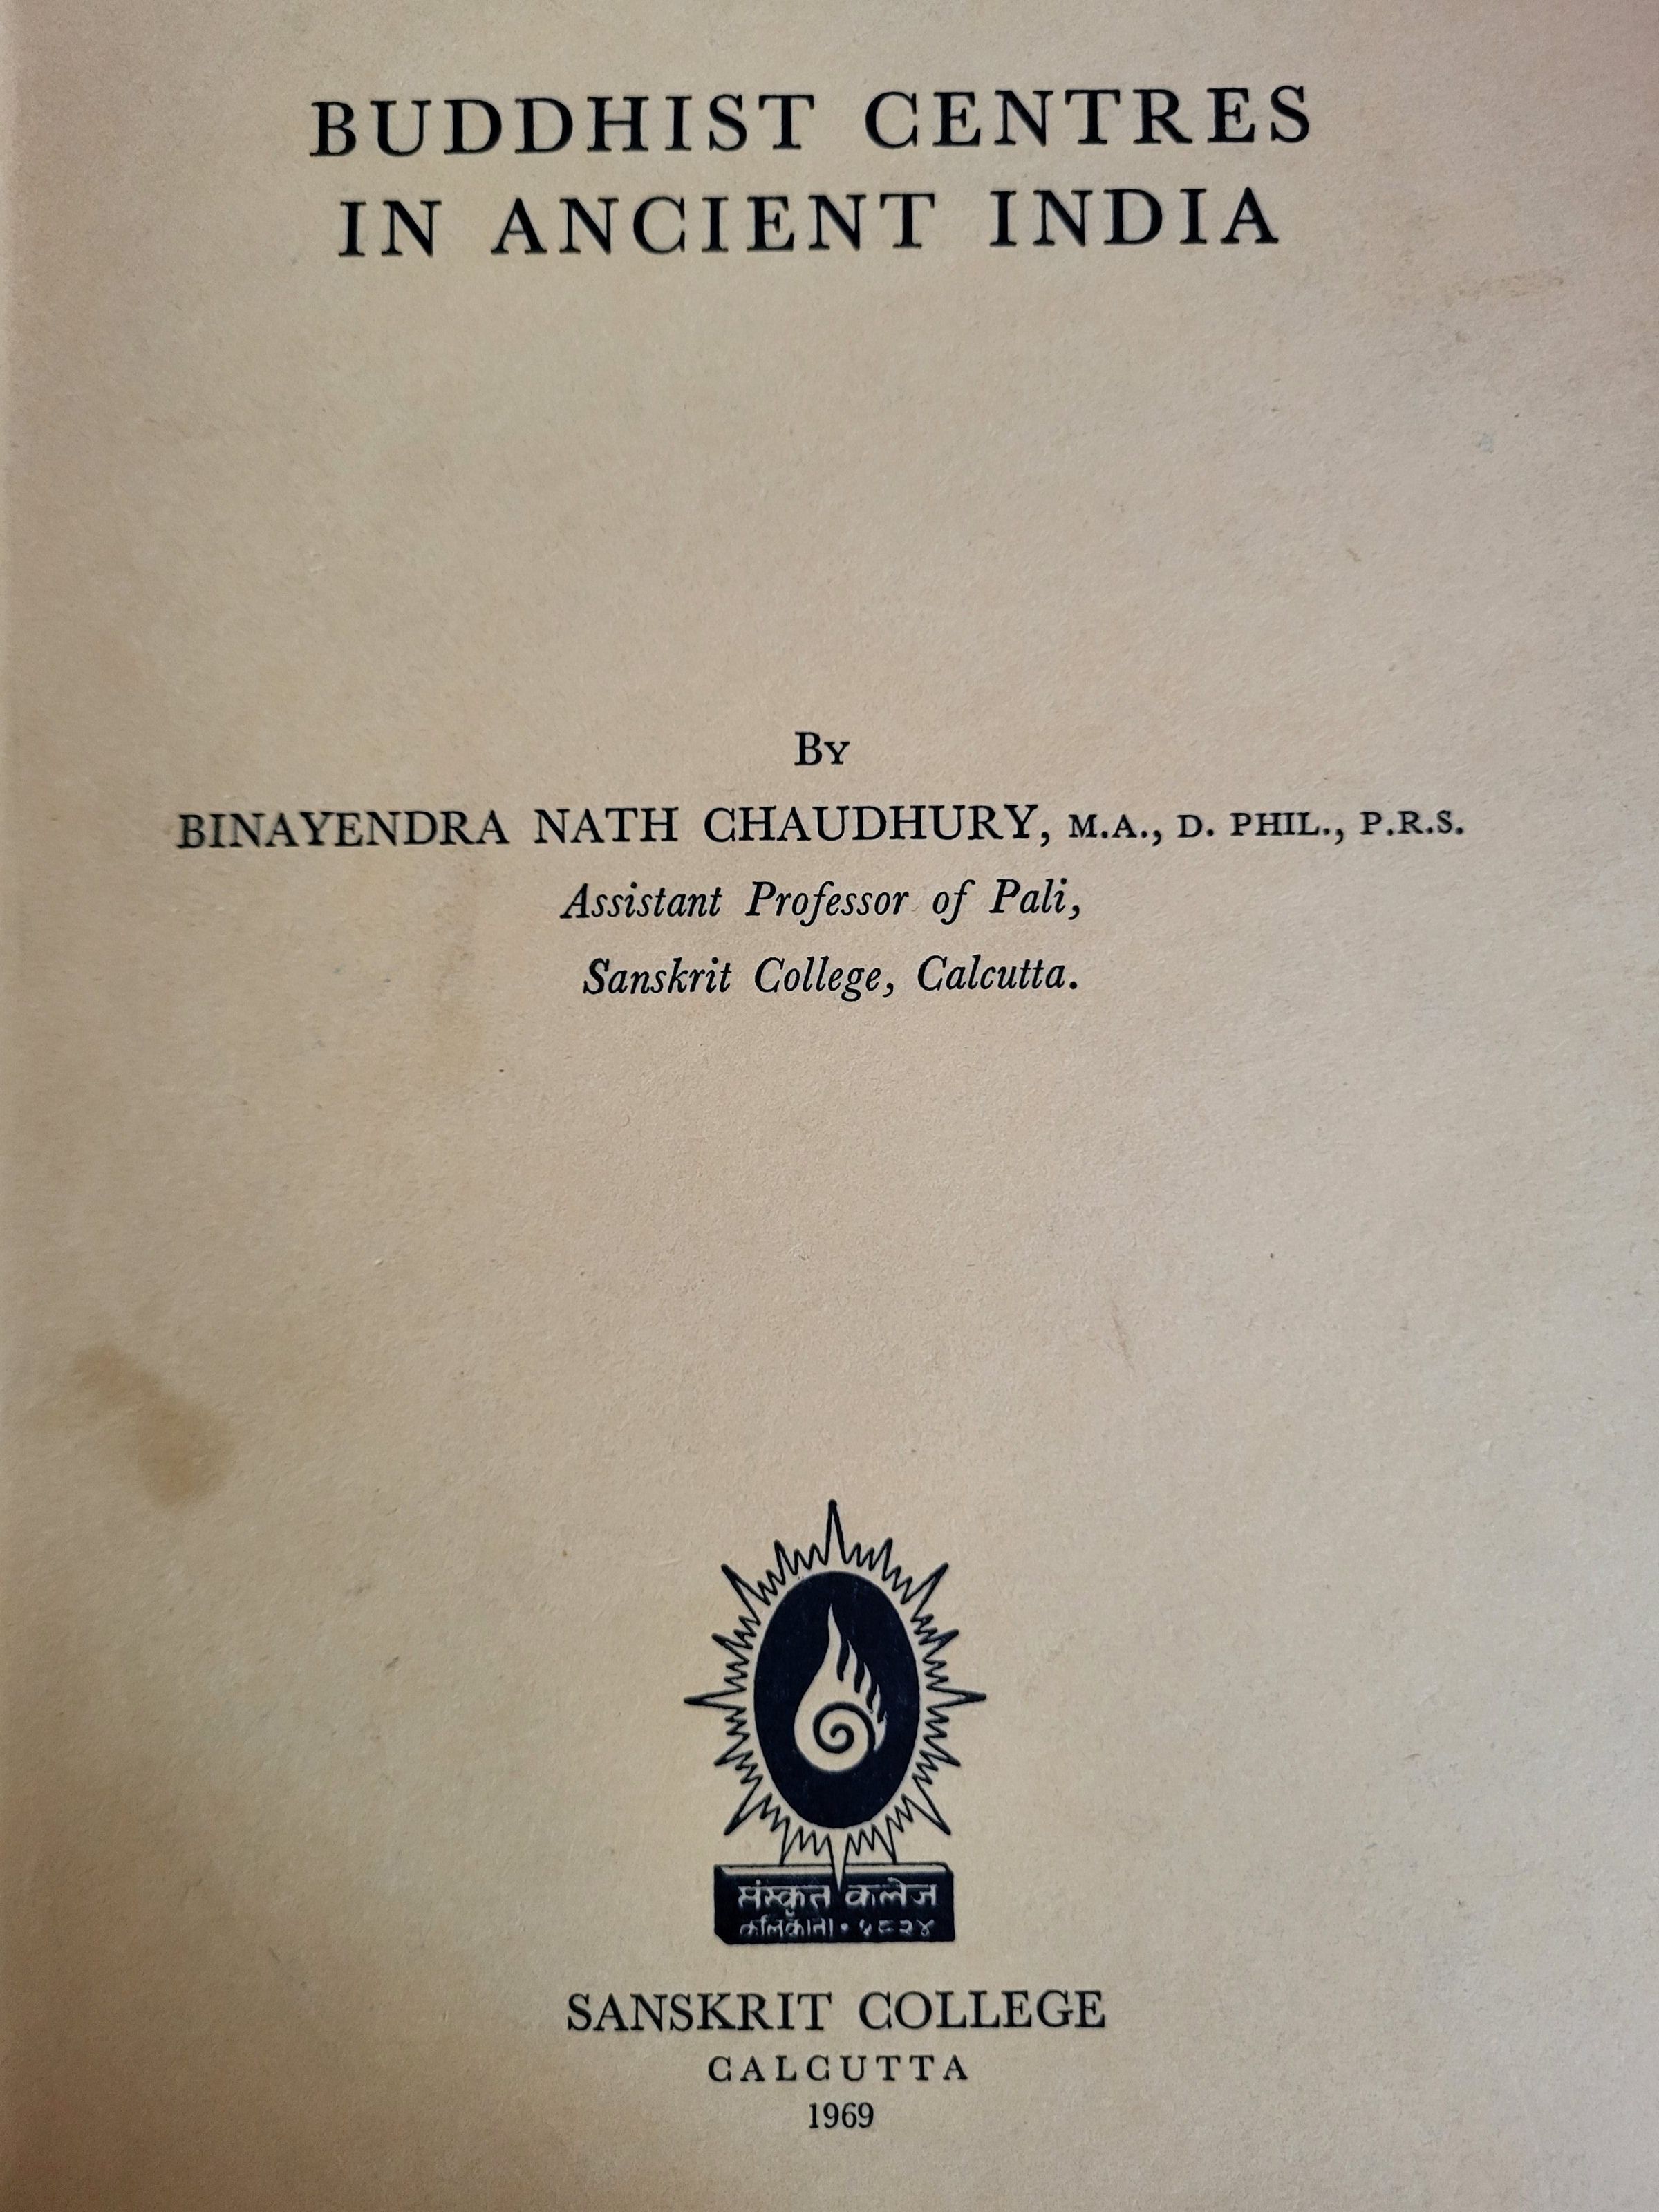 BUDDHIST CENTRES
IN ANCIENT INDIA
By
BINAYENDRA NATH CHAUDHURY, M.A., D. PHIL., P.R.S.
Assistant Professor of Pali,
Sanskrit College, Calcutta.
संस्कृत कलेज
SANSKRIT COLLEGE
CALCUTTA
1969